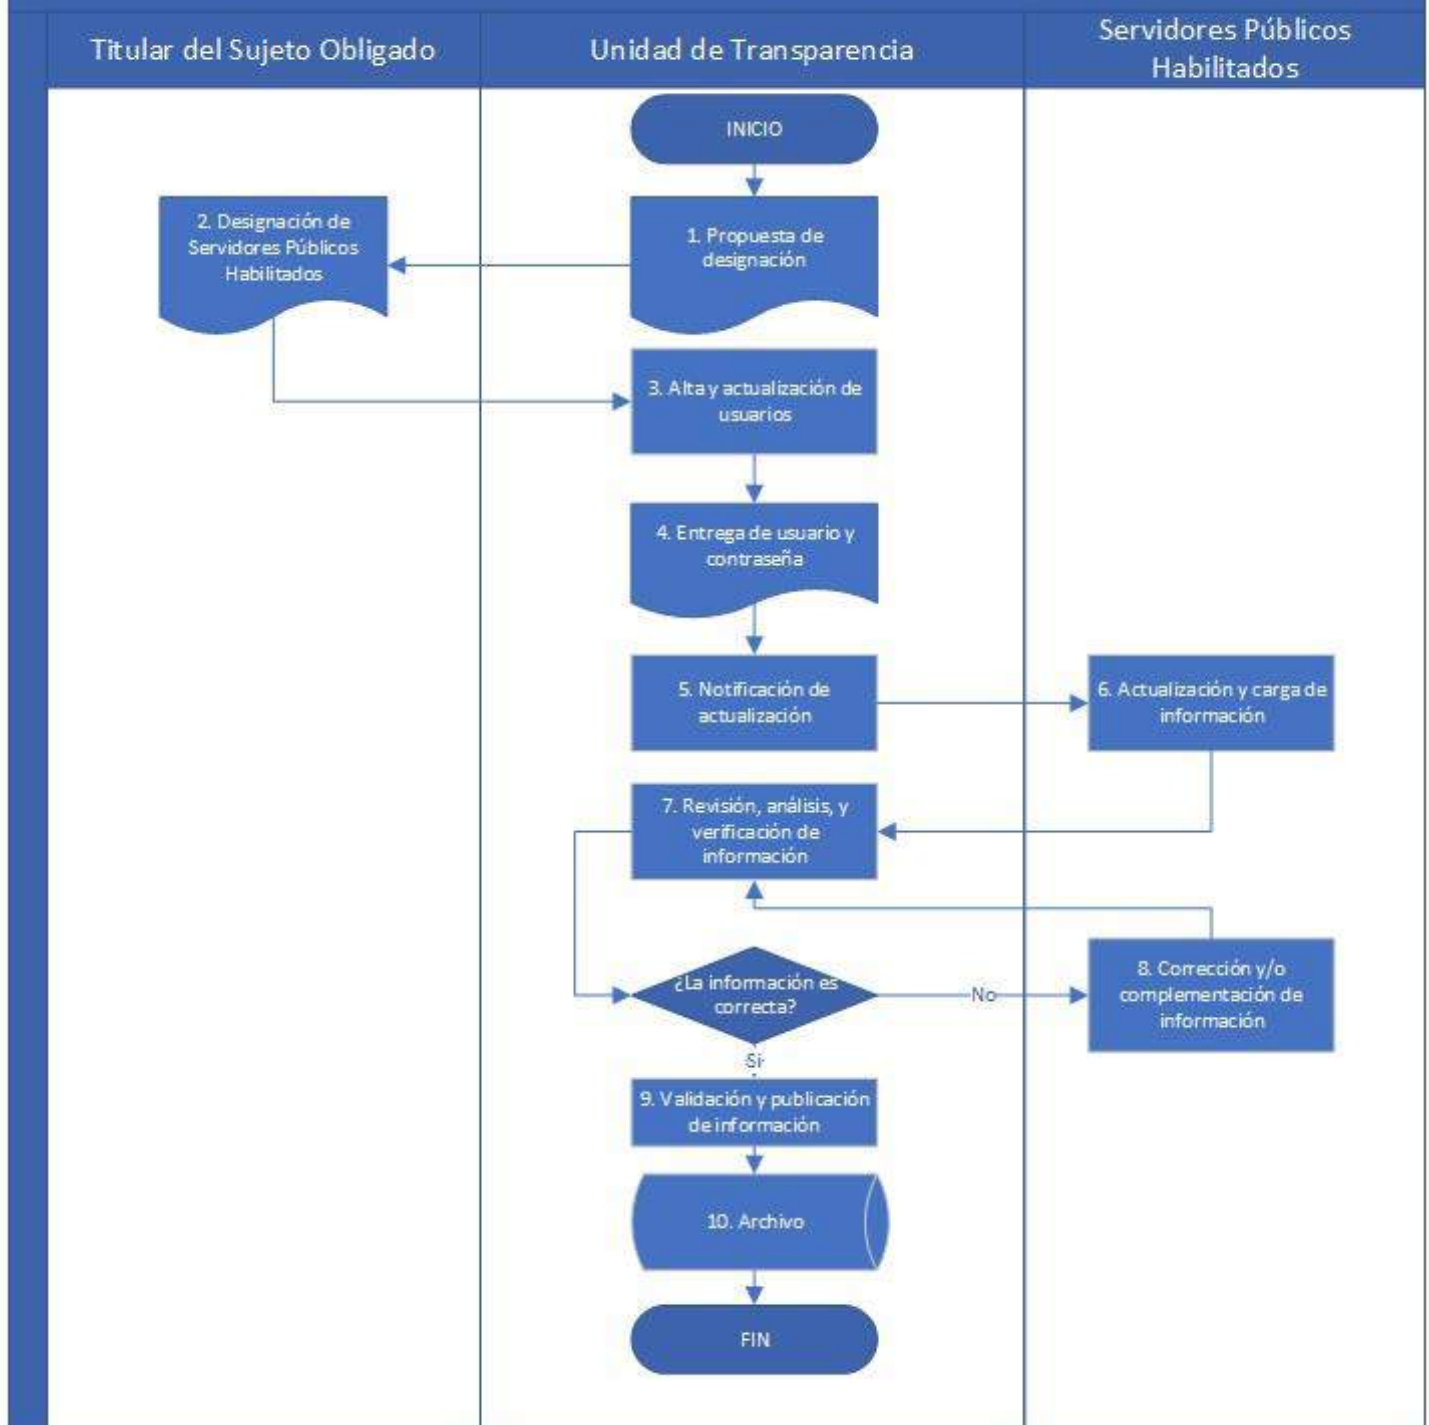 Titular del Sujeto Obligado
Unidad de Transparencia
Servidores Públicos
Habilitados
INICIO
1. Propuesta de
designación
2. Designación de
Servidores Públicos
Habilitados
3. Alta y actualización de
usuarios
4. Entrega de usuario y
contraseña
5. Notificación de
actualización
6. Actualización y carga de
información
7. Revisión, análisis, y
verificación de
información
¿La información es
correcta?
No
8. Corrección y/o
complementación de
información
Si
9. Validación y publicación
de información
10. Archivo
FIN